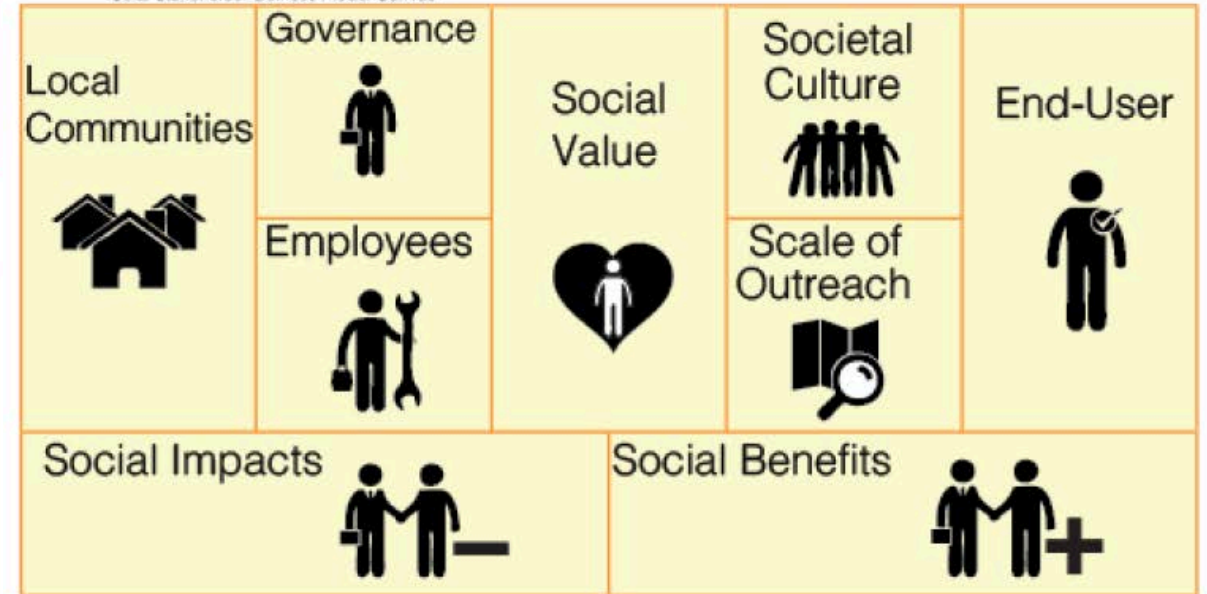 Local
Communities
Governance
Employees
Social
Value
Societal
Culture
Scale of
Outreach
End-User
Social Impacts
Social Benefits